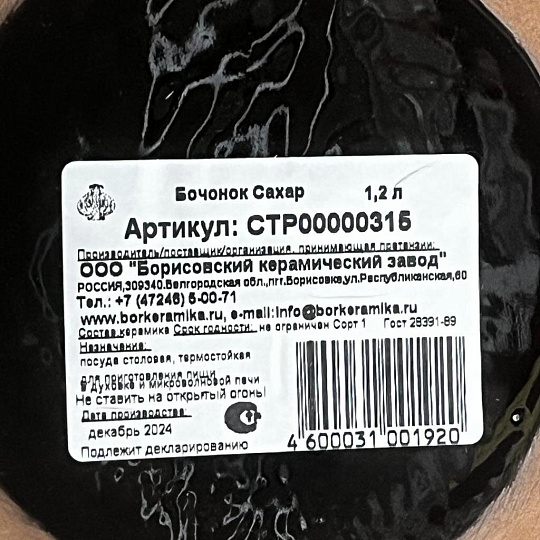 Бочонок Сахар 1,2 л
Артикул: СТР00000315
Производитель/поставщик/организация, принимающая претензии:
ООО "Борисовский керамический завод"
РОССИЯ,309340.Белгородская обл.,пгт.Борисовка,ул.Республиканская,60
Тел.: +7 (47246) 5-00-71
www.borkeramika.ru, e-mail:info@borkeramika.ru
Состав керамика Срок годности: не ограничен Сорт 1 Гост 28391-89
Назначение:
посуда столовая, термостойкая
для приготовления пищи
в духовке и микроволновой печи
Не ставить на открытый огонь!
Дата производства:
декабрь 2024
Подлежит декларированию
4 600031 001920